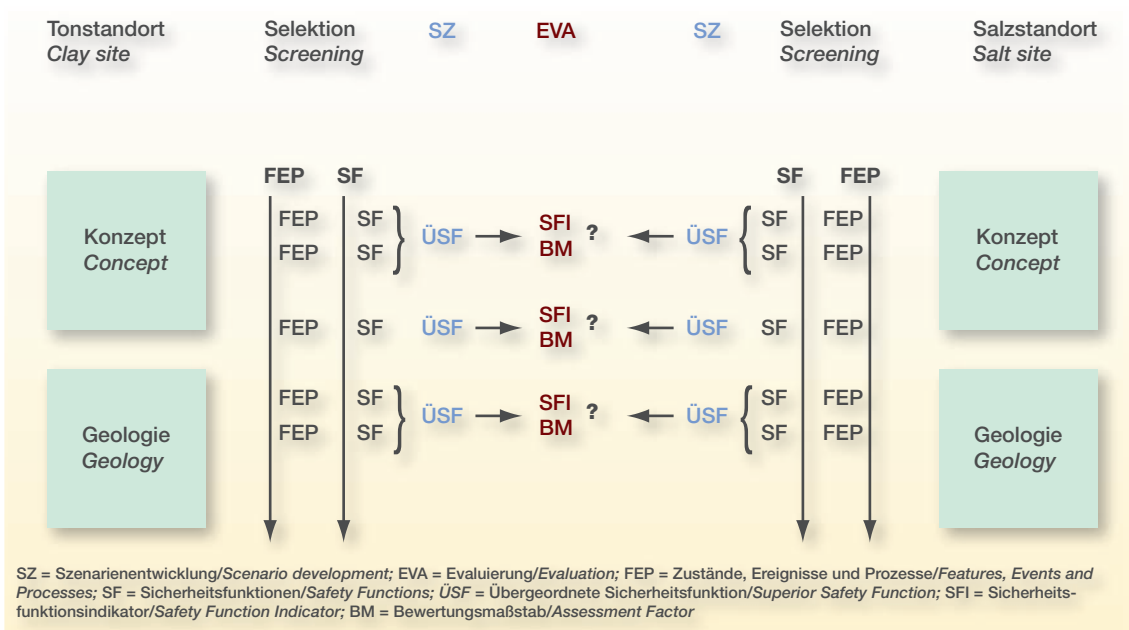 Tonstandort
Clay site
Selektion
Screening
SZ
EVA
SZ
Selektion
Screening
Salzstandort
Salt site
FEP SF
SF FEP
Konzept
Concept
FEP SF } ÜSF
FEP SF
SFI
BM ?
ÜSF { SF FEP
SF FEP
Konzept
Concept
FEP SF ÜSF
SFI
BM ?
ÜSF SF FEP
Geologie
Geology
FEP SF } ÜSF
FEP SF
SFI
BM ?
ÜSF { SF FEP
SF FEP
Geologie
Geology
SZ = Szenarienentwicklung/Scenario development; EVA = Evaluierung/Evaluation; FEP = Zustände, Ereignisse und Prozesse/Features, Events and
Processes; SF = Sicherheitsfunktionen/Safety Functions; ÜSF = Übergeordnete Sicherheitsfunktion/Superior Safety Function; SFI = Sicherheits-
funktionsindikator/Safety Function Indicator; BM = Bewertungsmaßstab/Assessment Factor